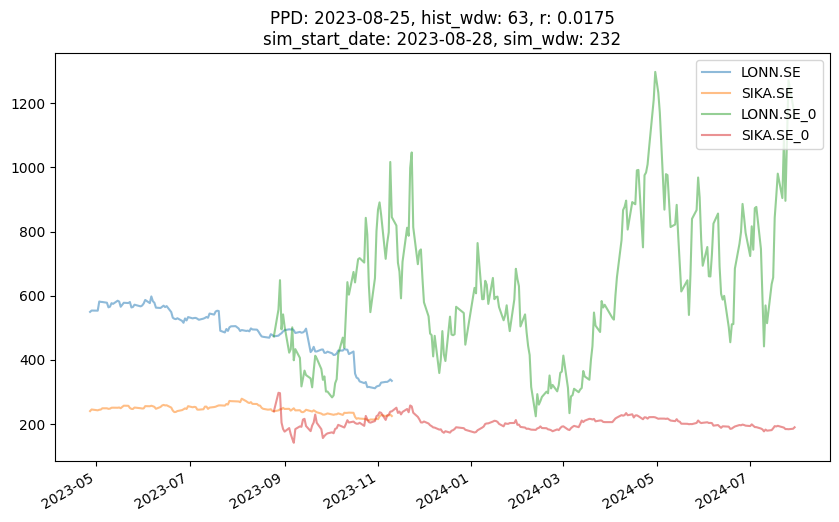 PPD: 2023-08-25, hist_wdw: 63, r: 0.0175
sim_start_date: 2023-08-28, sim_wdw: 232
LONN.SE
SIKA.SE
LONN.SE_0
SIKA.SE_0
1200
1000
800
600
400
200
2023-05
2023-07
2023-09
2023-11
2024-01
2024-03
2024-05
2024-07